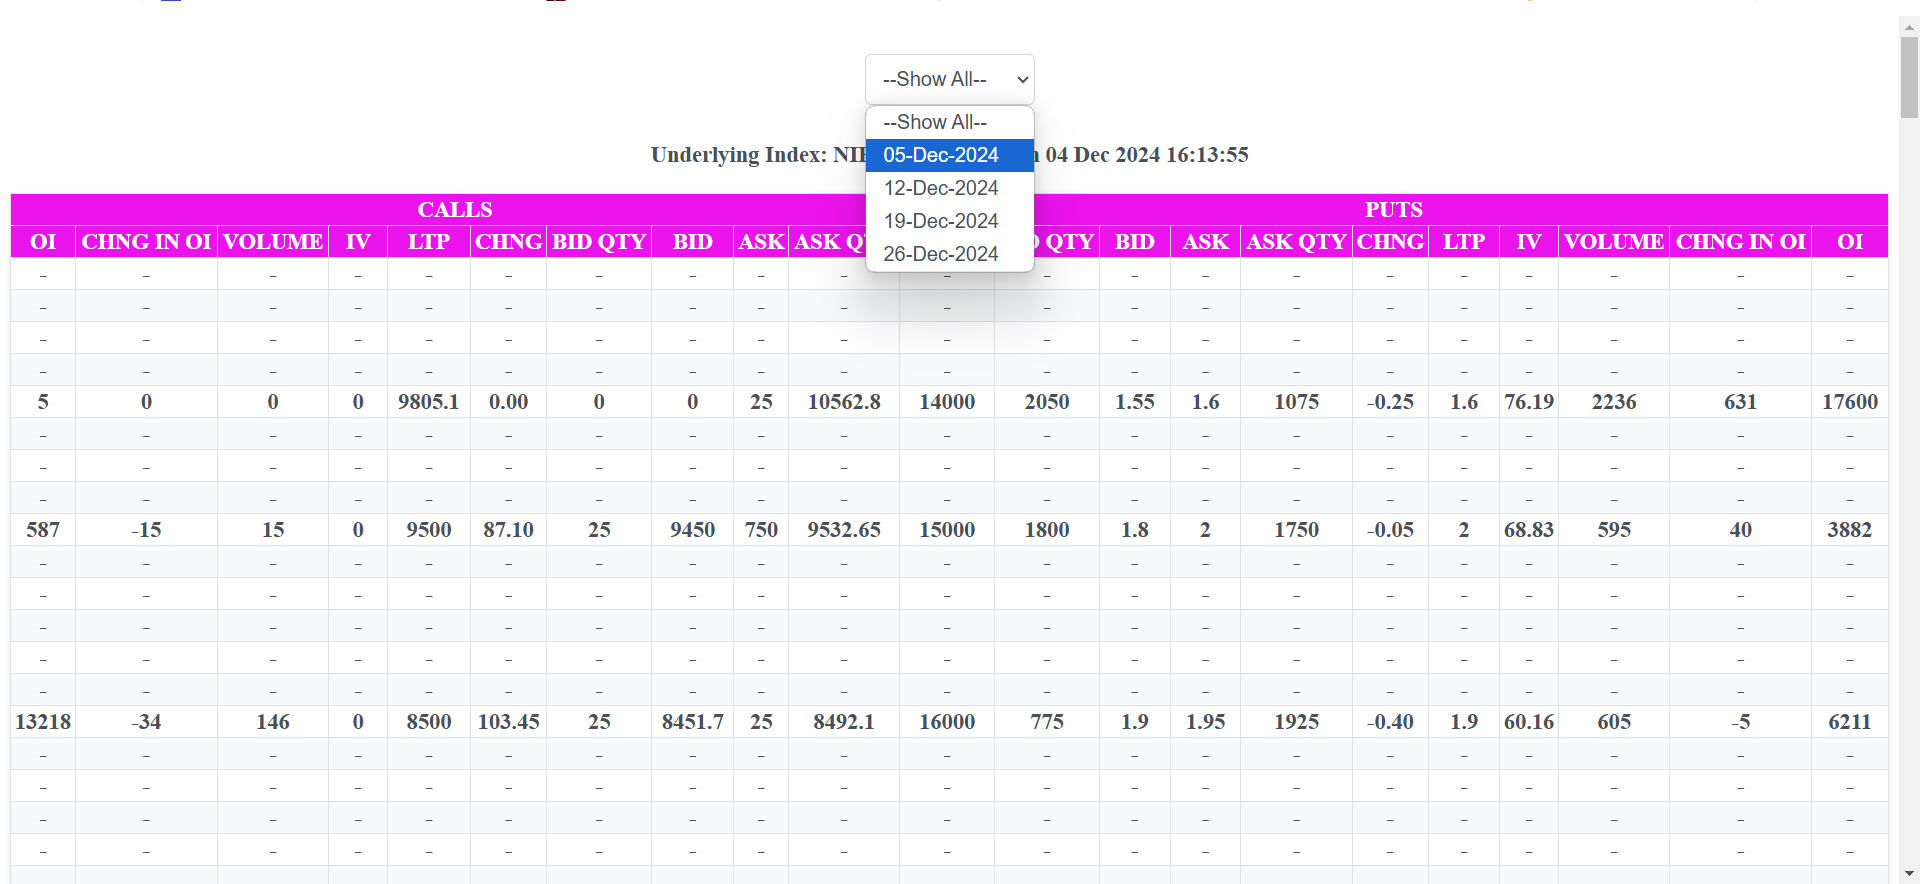 --Show All--
--Show All--
05-Dec-2024
12-Dec-2024
19-Dec-2024
26-Dec-2024
Underlying Index: 04 Dec 2024 16:13:55
CALLS PUTS
OI CHNG IN OI VOLUME IV LTP CHNG BID QTY BID ASK ASK QTY BID ASK ASK QTY CHNG LTP IV VOLUME CHNG IN OI OI
- - - - - - - - - - - - - - - - - - - - -
- - - - - - - - - - - - - - - - - - - - -
- - - - - - - - - - - - - - - - - - - - -
- - - - - - - - - - - - - - - - - - - - -
5 0 0 0 9805.1 0.00 0 0 25 10562.8 14000 2050 1.55 1.6 1075 -0.25 1.6 76.19 2236 631 17600
- - - - - - - - - - - - - - - - - - - - -
- - - - - - - - - - - - - - - - - - - - -
- - - - - - - - - - - - - - - - - - - - -
587 -15 15 0 9500 87.10 25 9450 750 9532.65 15000 1800 1.8 2 1750 -0.05 2 68.83 595 40 3882
- - - - - - - - - - - - - - - - - - - - -
- - - - - - - - - - - - - - - - - - - - -
- - - - - - - - - - - - - - - - - - - - -
- - - - - - - - - - - - - - - - - - - - -
- - - - - - - - - - - - - - - - - - - - -
13218 -34 146 0 8500 103.45 25 8451.7 25 8492.1 16000 775 1.9 1.95 1925 -0.40 1.9 60.16 605 -5 6211
- - - - - - - - - - - - - - - - - - - - -
- - - - - - - - - - - - - - - - - - - - -
- - - - - - - - - - - - - - - - - - - - -
- - - - - - - - - - - - - - - - - - - - -